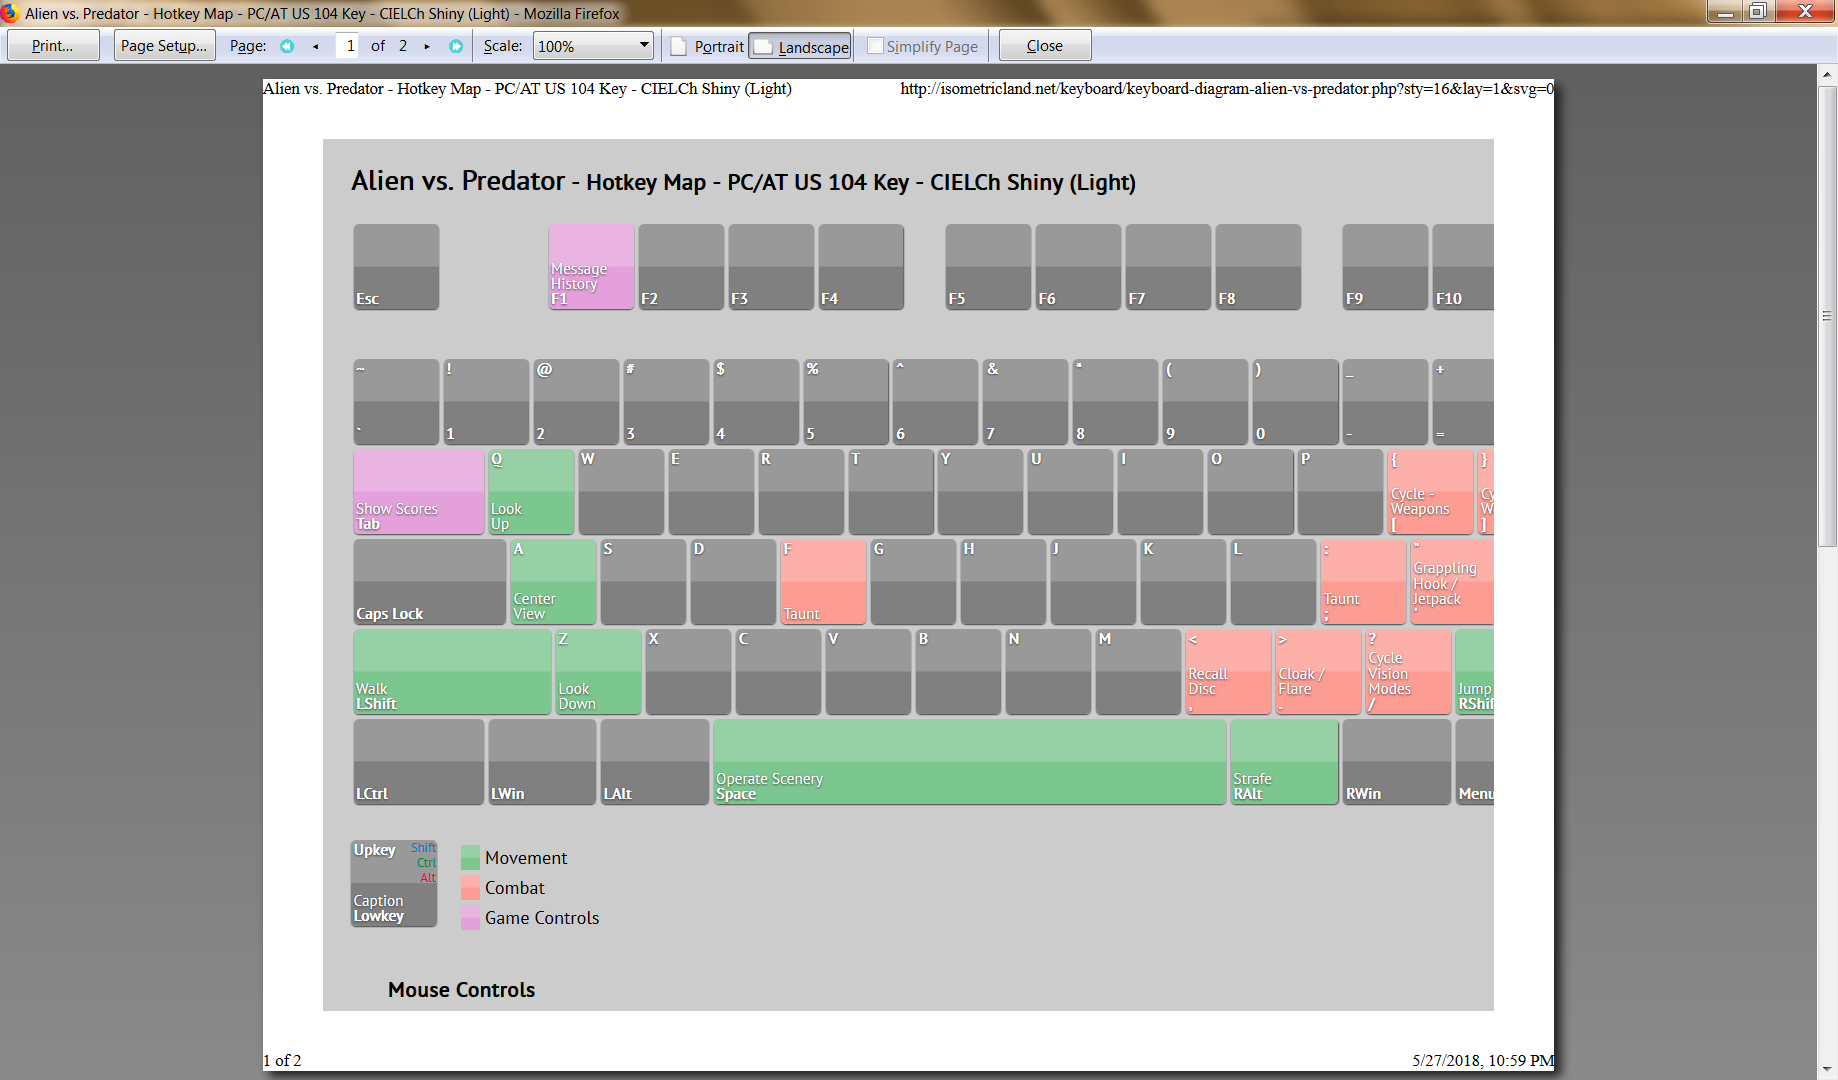 Alien vs. Predator - Hotkey Map - PC/AT US 104 Key - CIELCh Shiny (Light) - Mozilla Firefox
Print... Page Setup... Page: 1 of 2 Scale: 100% Portrait Landscape Simplify Page Close
Alien vs. Predator - Hotkey Map - PC/AT US 104 Key - CIELCh Shiny (Light) http://isometricland.net/keyboard/keyboard-diagram-alien-vs-predator.php?sty=16&lay=1&svg=0
Alien vs. Predator - Hotkey Map - PC/AT US 104 Key - CIELCh Shiny (Light)
Message
History
Esc F1 F2 F3 F4 F5 F6 F7 F8 F9 F10
~ ! @ # $ % ^ & * ( ) _ +
` 1 2 3 4 5 6 7 8 9 0 - =
Q W E R T Y U I O P { }
Cycle - Cy
Show Scores Look Weapons W
Tab Up [ ]
A S D F G H J K L : "
Grappling
Hook /
Center Taunt Jetpack
Caps Lock View Taunt ; '
Z X C V B N M < > ?
Cycle
Recall Cloak / Vision
Walk Look Disc Flare Modes Jump
LShift Down , . / RShif
Operate Scenery Strafe
LCtrl LWin LAlt Space RAlt RWin Menu
Upkey Shift
Ctrl
Alt
Caption
Lowkey
Movement
Combat
Game Controls
Mouse Controls
1 of 2 5/27/2018, 10:59 PM